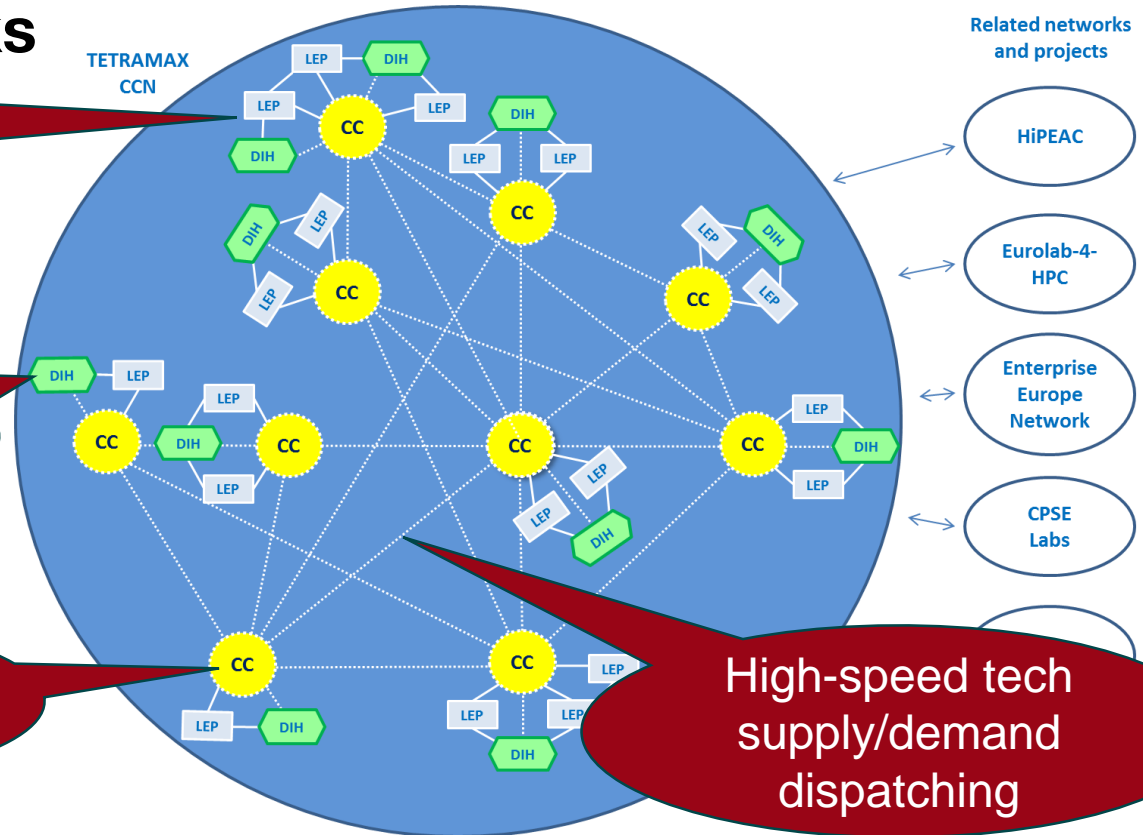 ks
TETRAMAX
CCN
Related networks
and projects
LEP
DIH
LEP
LEP
CC
DIH
DIH
LEP
LEP
CC
HiPEAC
LEP
DIH
LEP
CC
LEP
DIH
LEP
CC
Eurolab-4-
HPC
DIH
LEP
CC
LEP
DIH
LEP
CC
CC
LEP
LEP
DIH
LEP
DIH
LEP
CC
Enterprise
Europe
Network
CPSE
Labs
CC
LEP
DIH
CC
LEP
LEP
LEP
DIH
High-speed tech
supply/demand
dispatching